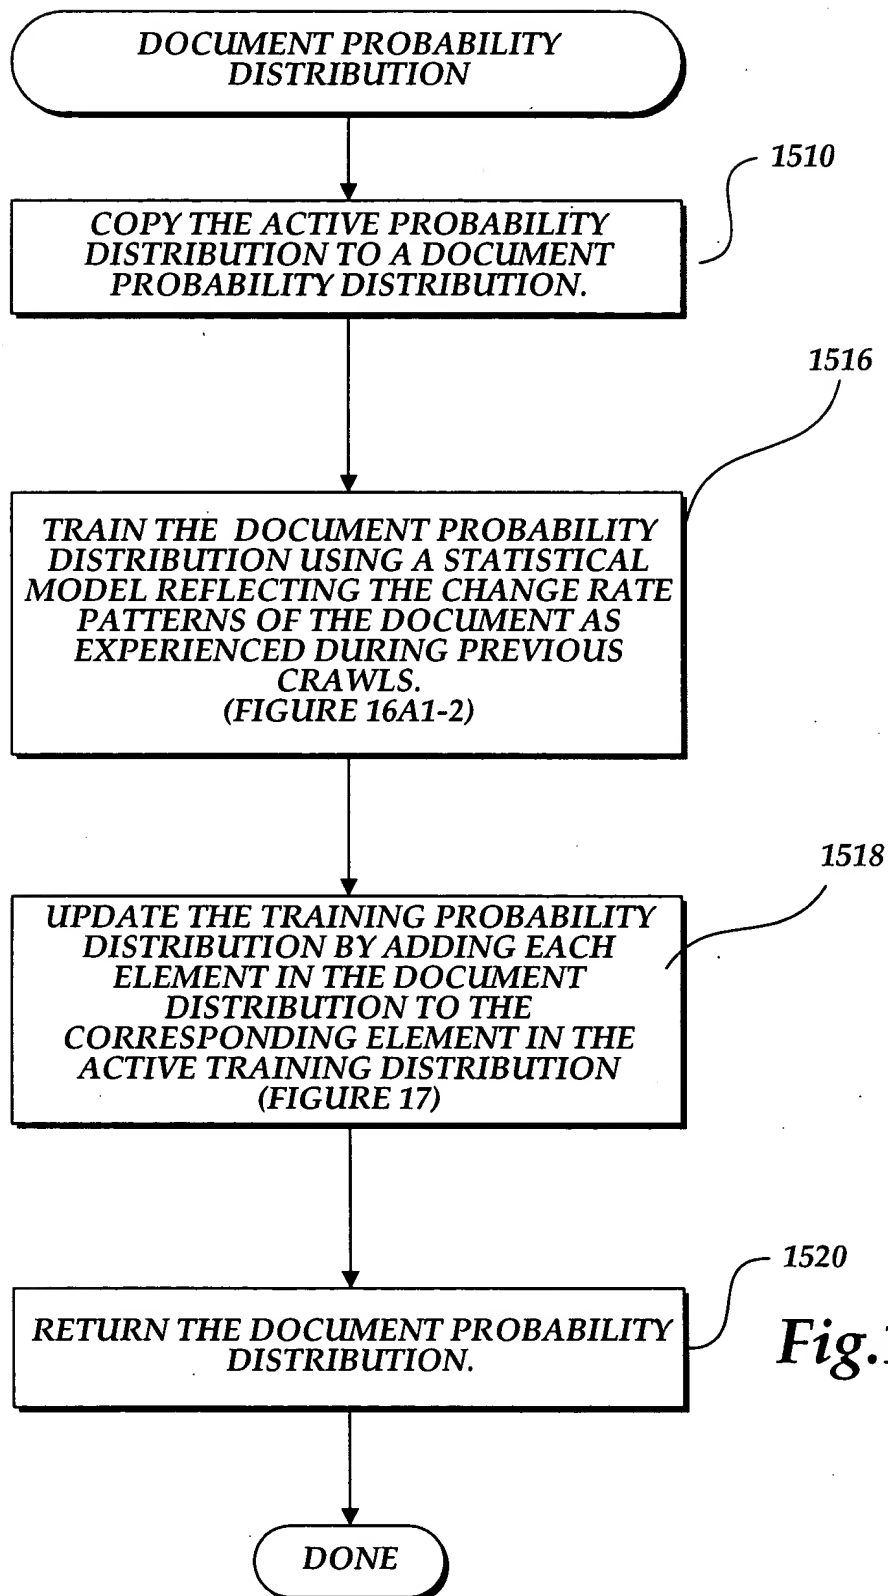 DOCUMENT PROBABILITY
DISTRIBUTION
1510
COPY THE ACTIVE PROBABILITY
DISTRIBUTION TO A DOCUMENT
PROBABILITY DISTRIBUTION.
1516
TRAIN THE DOCUMENT PROBABILITY
DISTRIBUTION USING A STATISTICAL
MODEL REFLECTING THE CHANGE RATE
PATTERNS OF THE DOCUMENT AS
EXPERIENCED DURING PREVIOUS
CRAWLS.
(FIGURE 16A1-2)
1518
UPDATE THE TRAINING PROBABILITY
DISTRIBUTION BY ADDING EACH
ELEMENT IN THE DOCUMENT
DISTRIBUTION TO THE
CORRESPONDING ELEMENT IN THE
ACTIVE TRAINING DISTRIBUTION
(FIGURE 17)
1520
RETURN THE DOCUMENT PROBABILITY
DISTRIBUTION.
Fig.
DONE